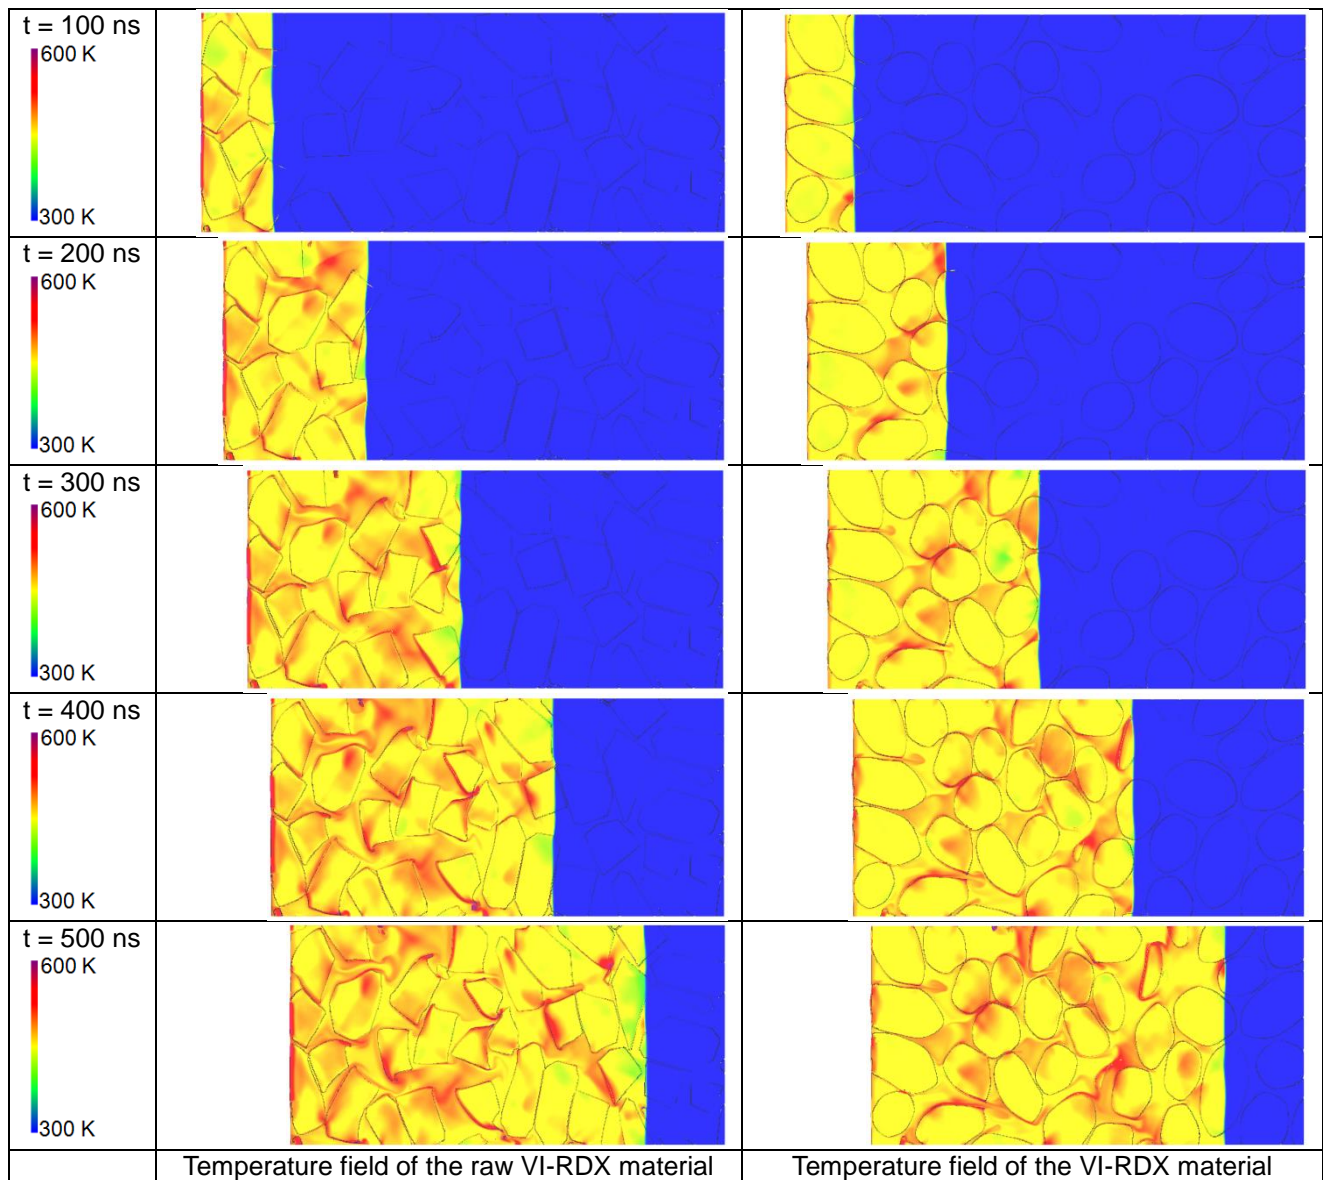 t = 100 ns
600 K
300 K
t = 200 ns
600 K
300 K
t = 300 ns
600 K
300 K
t = 400 ns
600 K
300 K
t = 500 ns
600 K
300 K
Temperature field of the raw VI-RDX material
Temperature field of the VI-RDX material